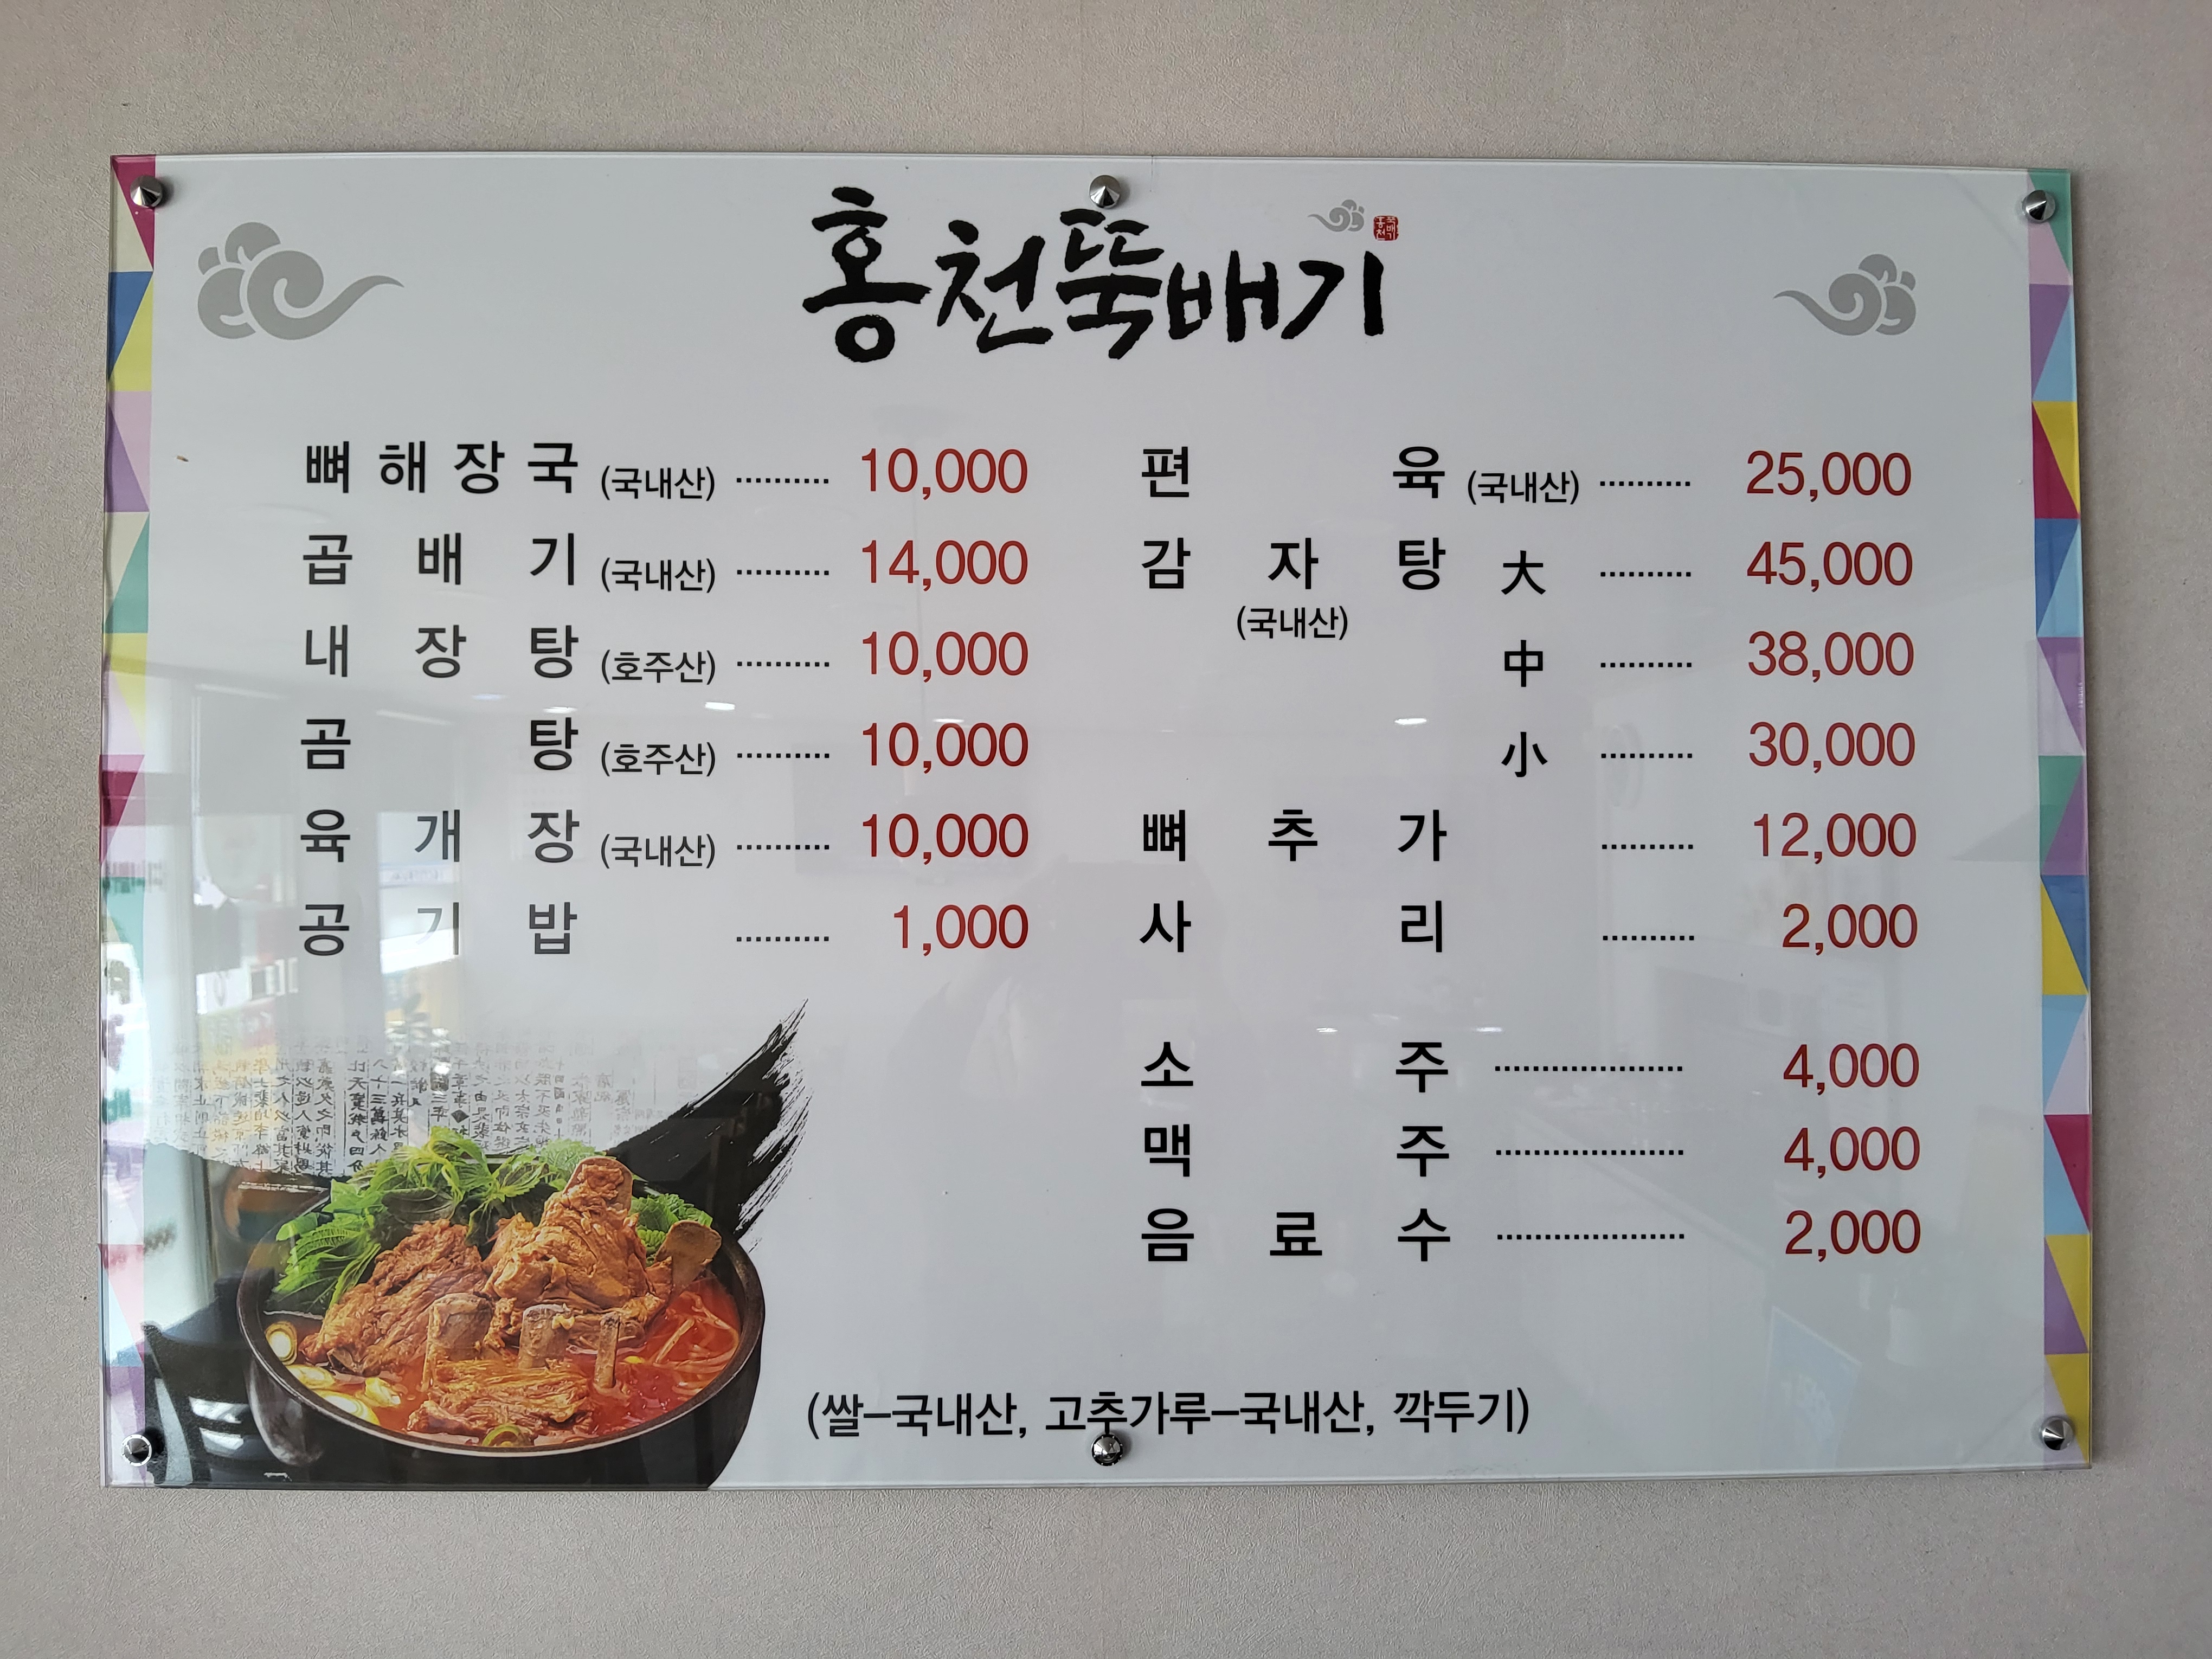 홍천뚝배기
홍천
뚝배기
뼈해장국 (국내산) ·········· 10,000
곱배기 (국내산) ·········· 14,000
내장탕 (호주산) ·········· 10,000
곰탕 (호주산) ·········· 10,000
육개장 (국내산) ·········· 10,000
공기밥 ·········· 1,000
편육 (국내산) ·········· 25,000
감자탕 大 ·········· 45,000
(국내산)
中 ·········· 38,000
小 ·········· 30,000
뼈추가 ·········· 12,000
사리 ·········· 2,000
소주 ···················· 4,000
맥주 ···················· 4,000
음료수 ···················· 2,000
(쌀–국내산, 고추가루–국내산, 깍두기)